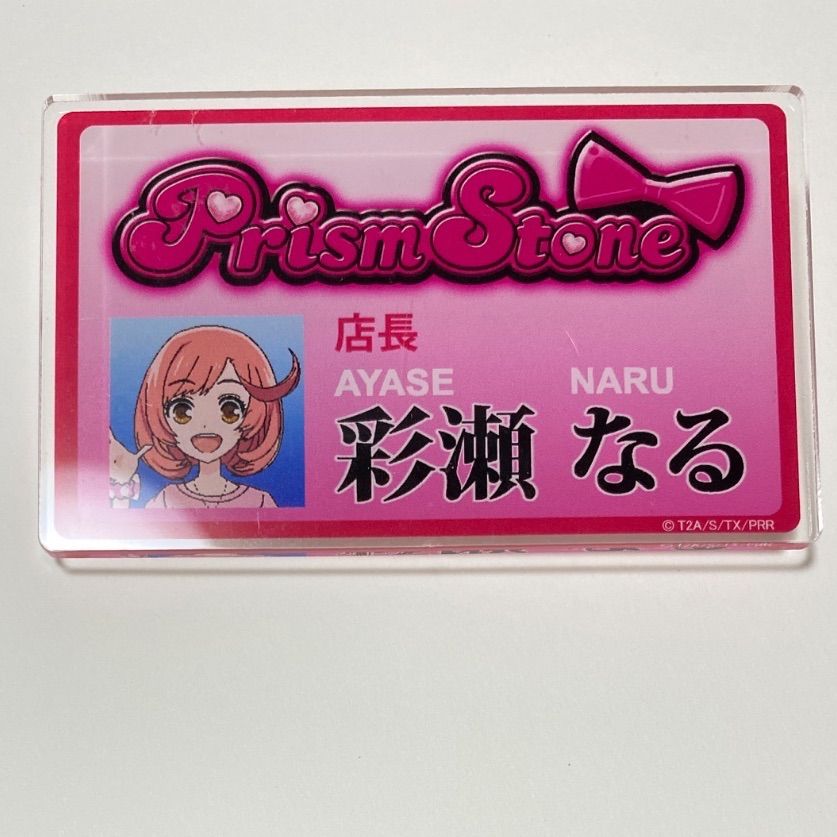 Prism Stone
店長
AYASE NARU
彩瀬 なる
© T2A/S/TX/PRR